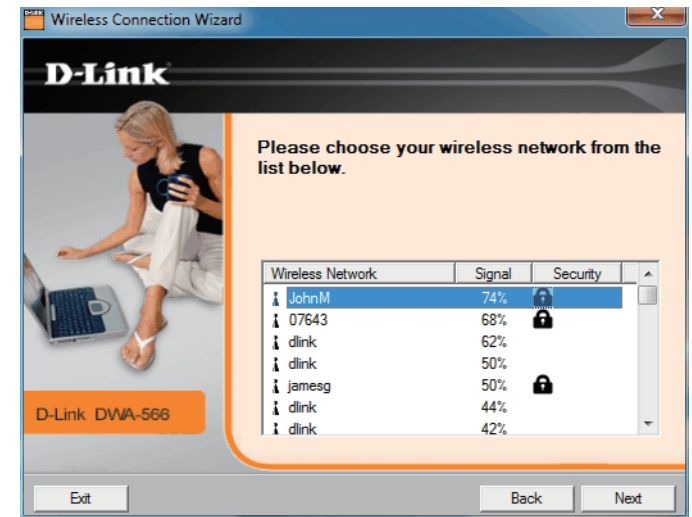 Wireless Connection Wizard
D-Link
Please choose your wireless network from the
list below.
Wireless Network Signal Security
JohnM 74%
07643 68%
dlink 62%
dlink 50%
jamesg 50%
dlink 44%
dlink 42%
D-Link DWA-566
Exit Back Next